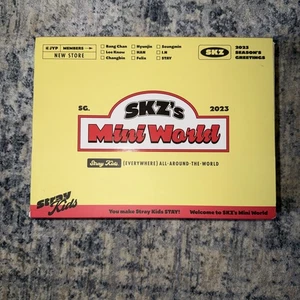 © JYP MEMBERS →
NEW STORE
Bang Chan Hyunjin Seungmin
Lee Know HAN I.N
Changbin Felix STAY
SKZ
2023
SEASON'S
GREETINGS
SG. 2023
SKZ's
Mini World
Stray Kids [EVERYWHERE] ALL-AROUND-THE-WORLD
Stray
Kids
You make Stray Kids STAY! Welcome to SKZ's Mini World